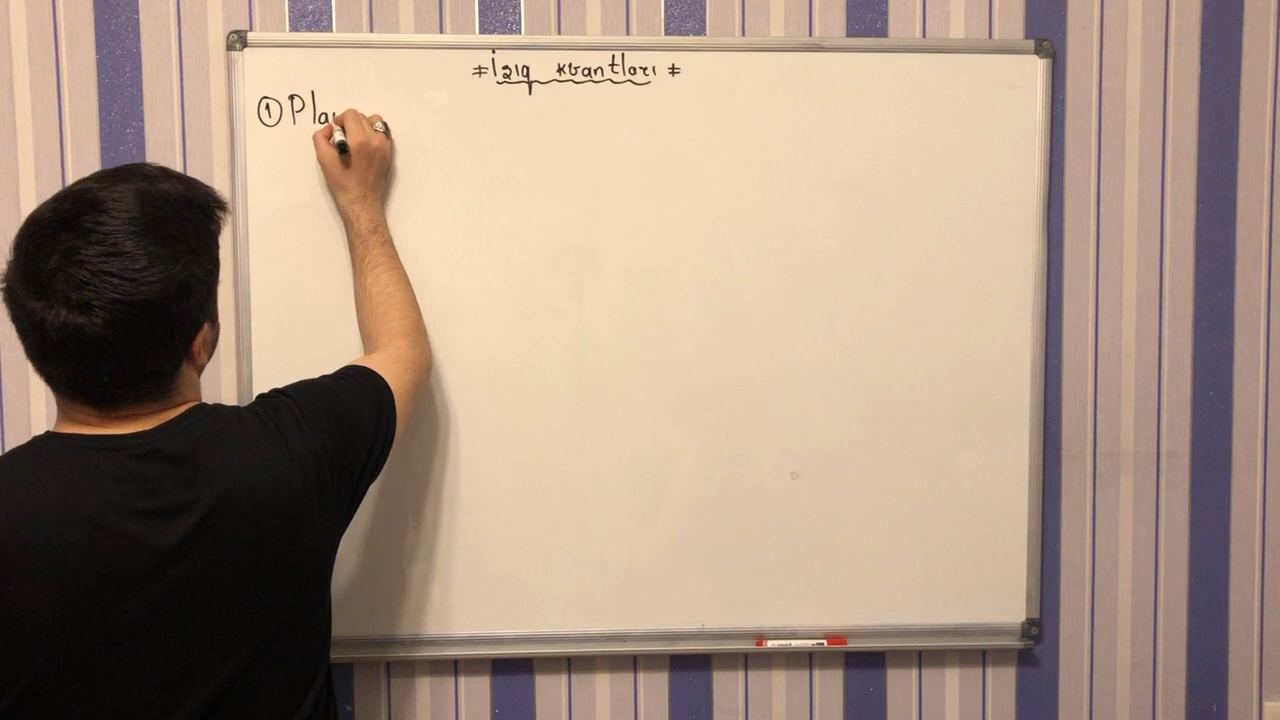 ≠ İşıq kvantları ≠
① Pla